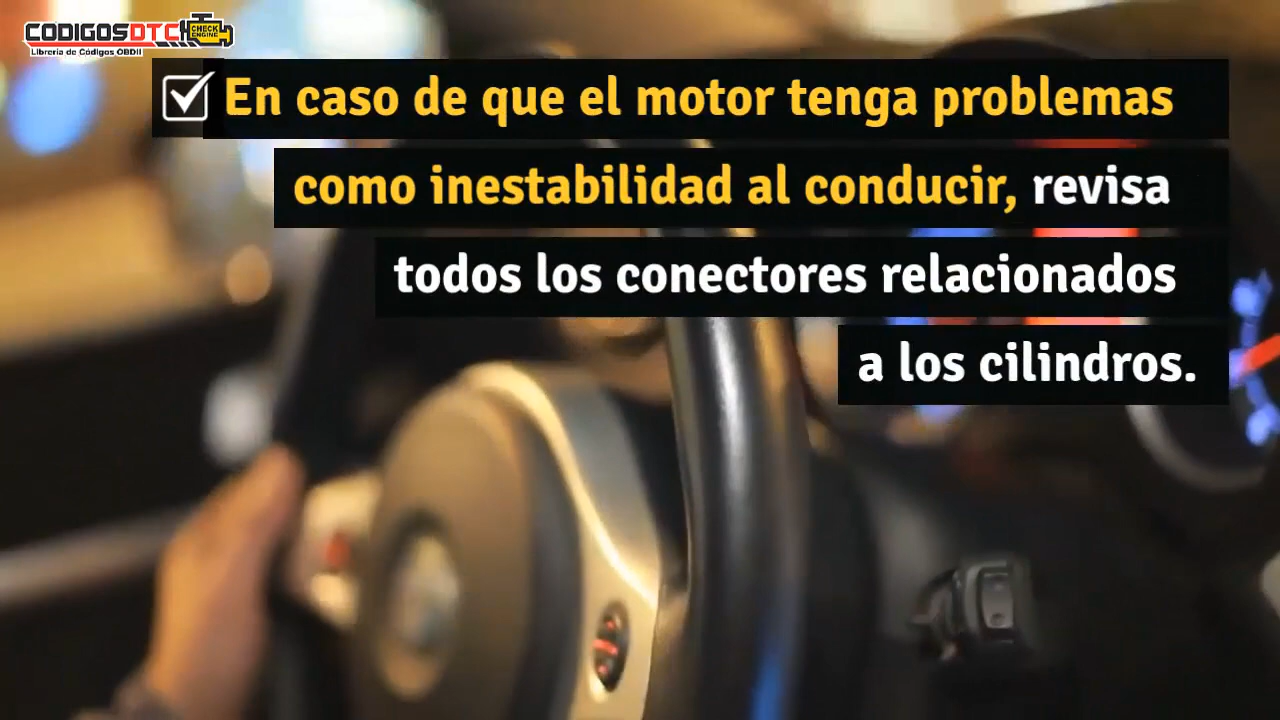 CODIGOSDTC
CHECK
ENGINE
Librería de Códigos OBDII
En caso de que el motor tenga problemas
como inestabilidad al conducir, revisa
todos los conectores relacionados
a los cilindros.